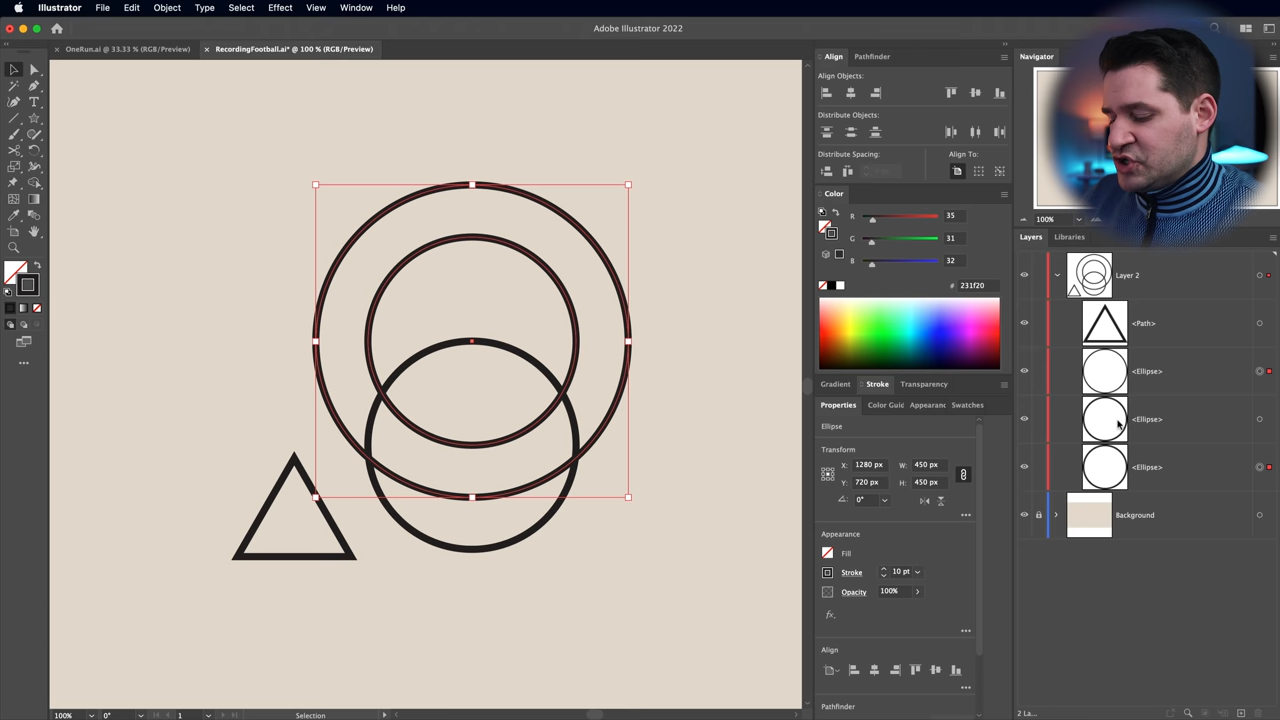 Illustrator File Edit Object Type Select Effect View Window Help
Adobe Illustrator 2022
× OneRun.ai @ 33.33 % (RGB/Preview) × RecordingFootball.ai* @ 100 % (RGB/Preview)
Align Pathfinder
Navigator
Align Objects:
Distribute Objects:
Distribute Spacing: Align To:
Color
R 35
G 31
B 32
# 231f20
100%
Layers Libraries
Layer 2
<Path>
<Ellipse>
<Ellipse>
<Ellipse>
Background
Gradient Stroke Transparency
Properties Color Guid Appearanc Swatches
Ellipse
Transform
X: 1280 px W: 450 px
Y: 720 px H: 450 px
0°
Appearance
Fill
Stroke 10 pt
Opacity 100%
fx.
Align
Pathfinder
100% 0° 1 Selection
2 La...